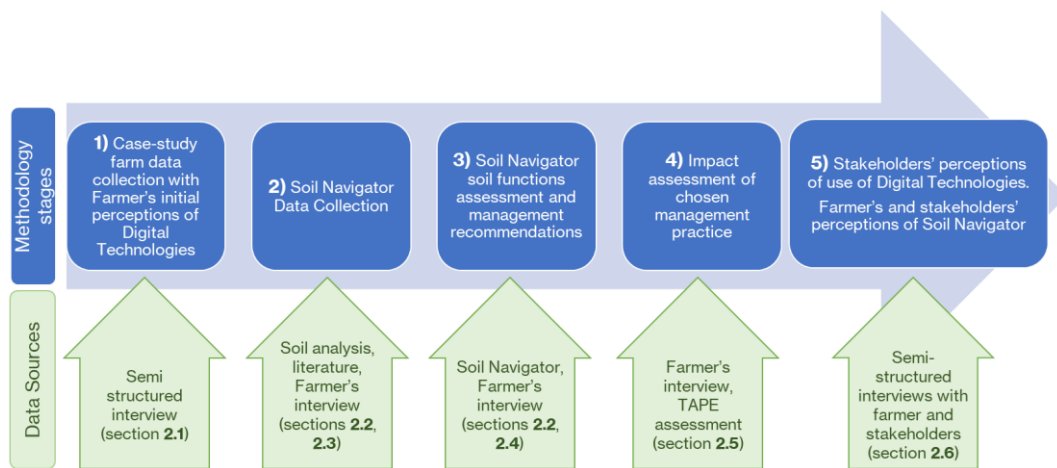 Methodology
stages
1) Case-study
farm data
collection with
Farmer's initial
perceptions of
Digital
Technologies
2) Soil Navigator
Data Collection
3) Soil Navigator
soil functions
assessment and
management
recommendations
4) Impact
assessment of
chosen
management
practice
5) Stakeholders' perceptions
of use of Digital Technologies.
Farmer's and stakeholders'
perceptions of Soil Navigator
Data Sources
Semi
structured
interview
(section 2.1)
Soil analysis,
literature,
Farmer's
interview
(sections 2.2,
2.3)
Soil Navigator,
Farmer's
interview
(sections 2.2,
2.4)
Farmer's
interview,
TAPE
assessment
(section 2.5)
Semi-
structured
interviews with
farmer and
stakeholders
(section 2.6)